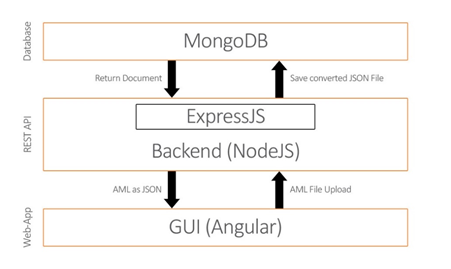 Database
MongoDB
Return Document
Save converted JSON File
REST API
ExpressJS
Backend (NodeJS)
AML as JSON
AML File Upload
Web-App
GUI (Angular)